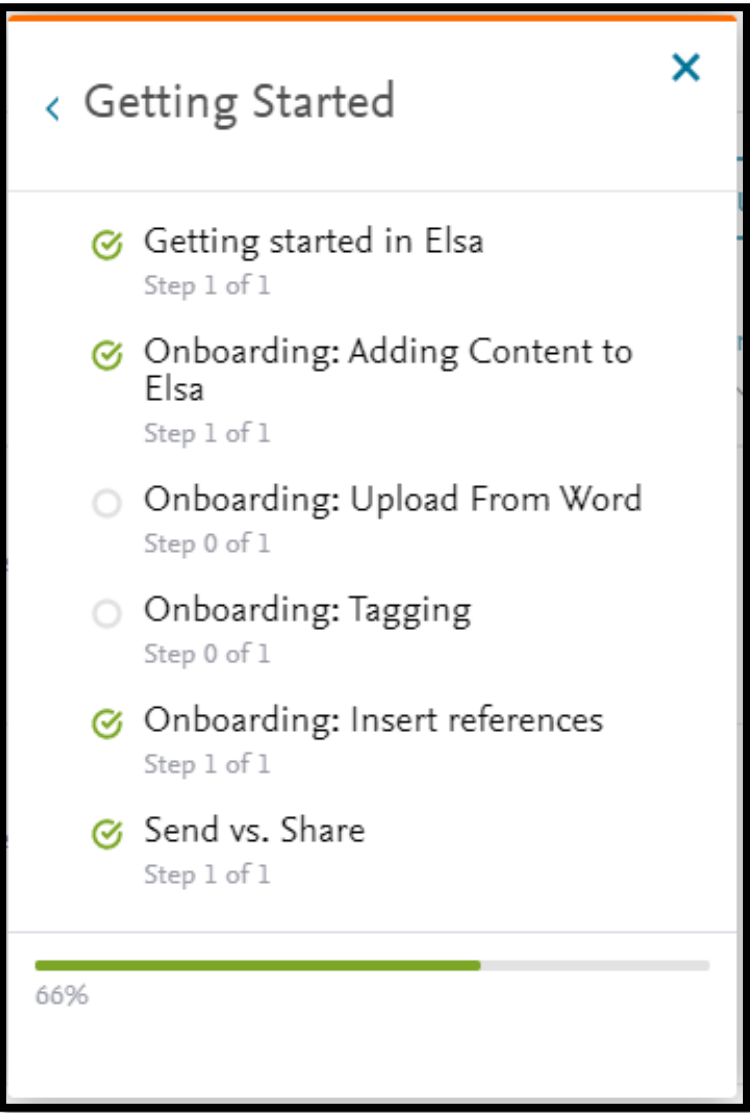 Getting Started
Getting started in Elsa
Step 1 of 1
Onboarding: Adding Content to
Elsa
Step 1 of 1
Onboarding: Upload From Word
Step 0 of 1
Onboarding: Tagging
Step 0 of 1
Onboarding: Insert references
Step 1 of 1
Send vs. Share
Step 1 of 1
66%